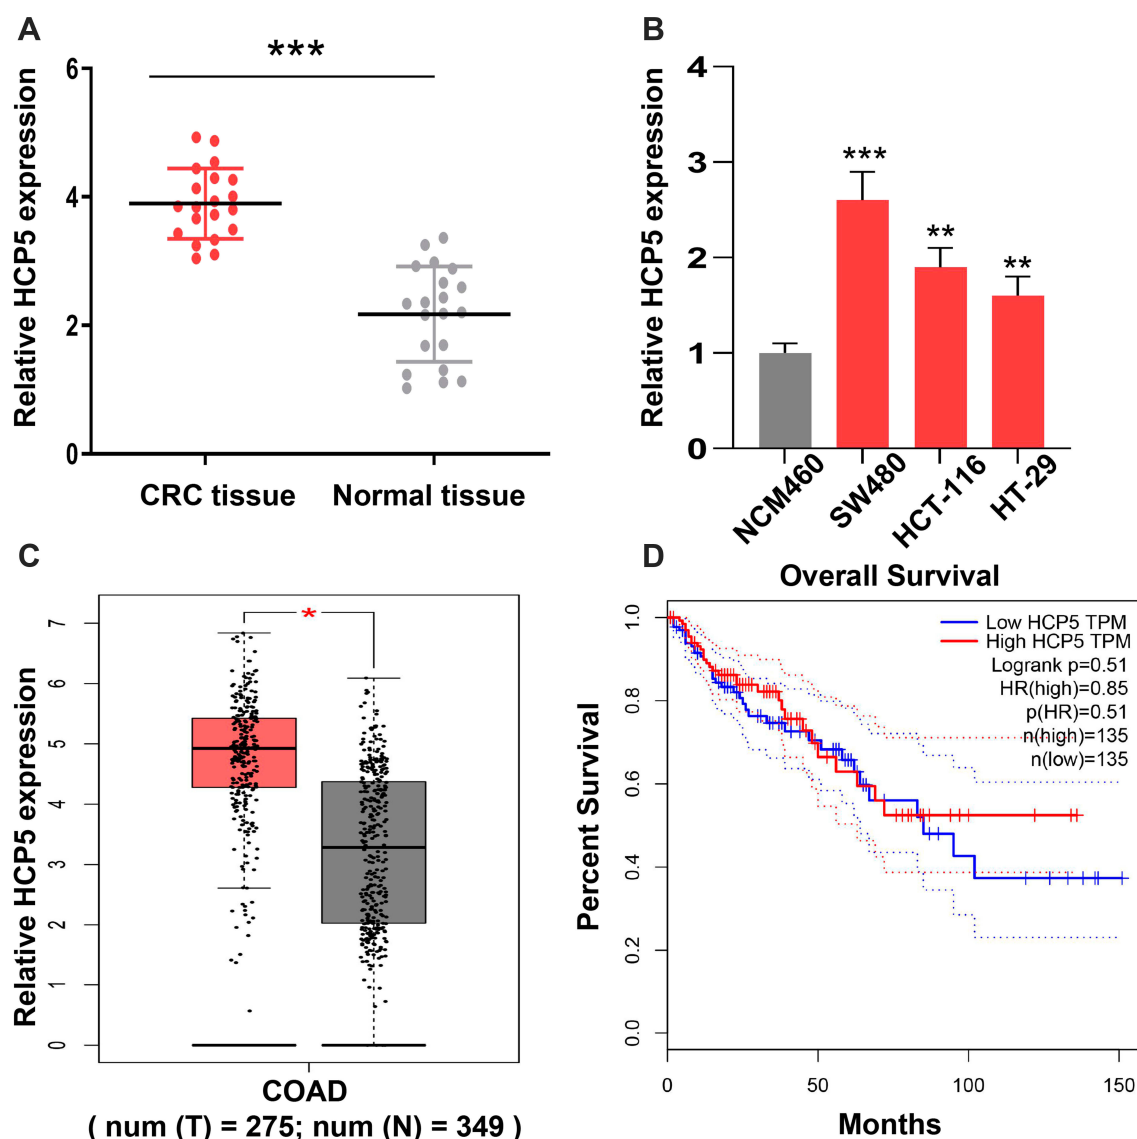 A
***
Relative HCP5 expression
6
4
2
0
CRC tissue
Normal tissue
B
Relative HCP5 expression
4
3
2
1
0
***
**
**
NCM460
SW480
HCT-116
HT-29
C
*
Relative HCP5 expression
7
6
5
4
3
2
1
0
COAD
( num (T) = 275; num (N) = 349 )
D
Overall Survival
Low HCP5 TPM
High HCP5 TPM
Logrank p=0.51
HR(high)=0.85
p(HR)=0.51
n(high)=135
n(low)=135
Percent Survival
1.0
0.8
0.6
0.4
0.2
0.0
0
50
100
150
Months